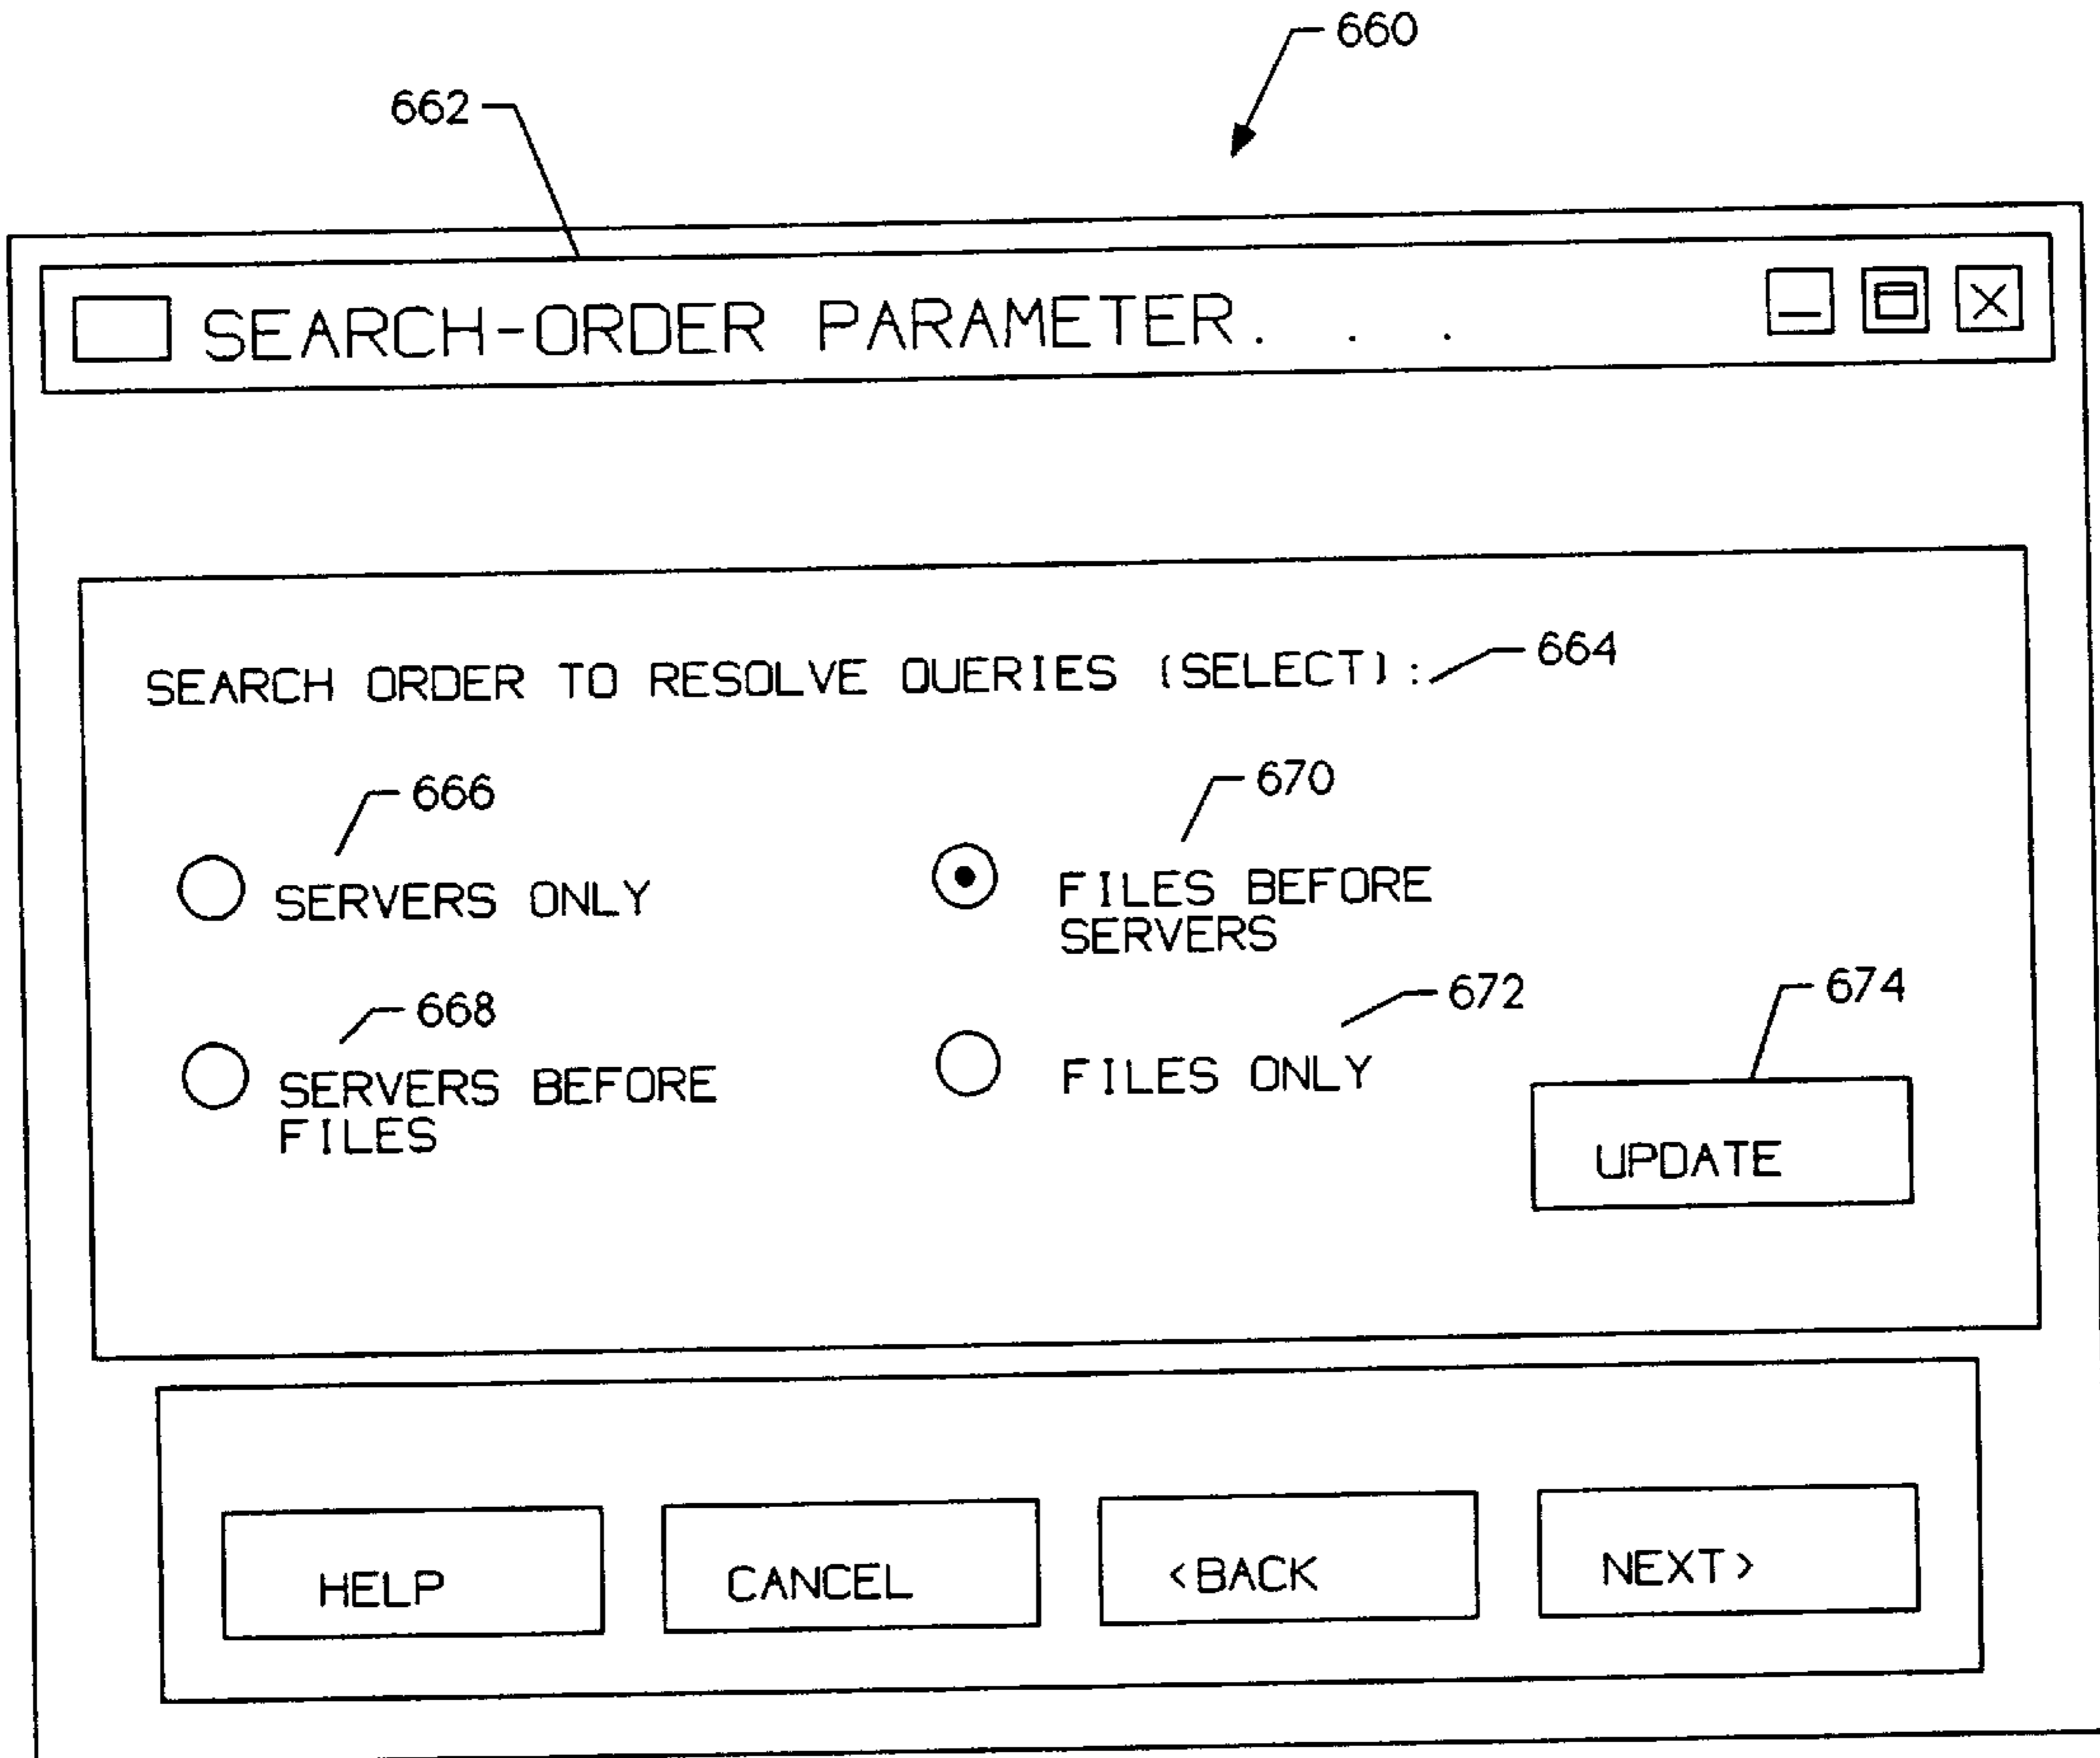 660
662
SEARCH-ORDER PARAMETER. . .
SEARCH ORDER TO RESOLVE QUERIES (SELECT):
664
666
670
SERVERS ONLY
FILES BEFORE
SERVERS
668
672
674
SERVERS BEFORE
FILES
FILES ONLY
UPDATE
HELP
CANCEL
<BACK
NEXT>